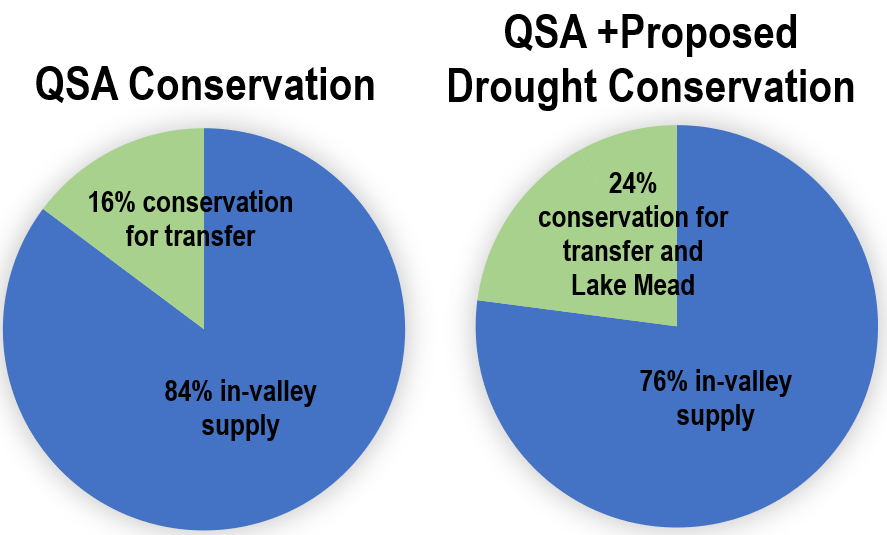 QSA Conservation
16% conservation
for transfer
84% in-valley
supply
QSA +Proposed
Drought Conservation
24%
conservation for
transfer and
Lake Mead
76% in-valley
supply